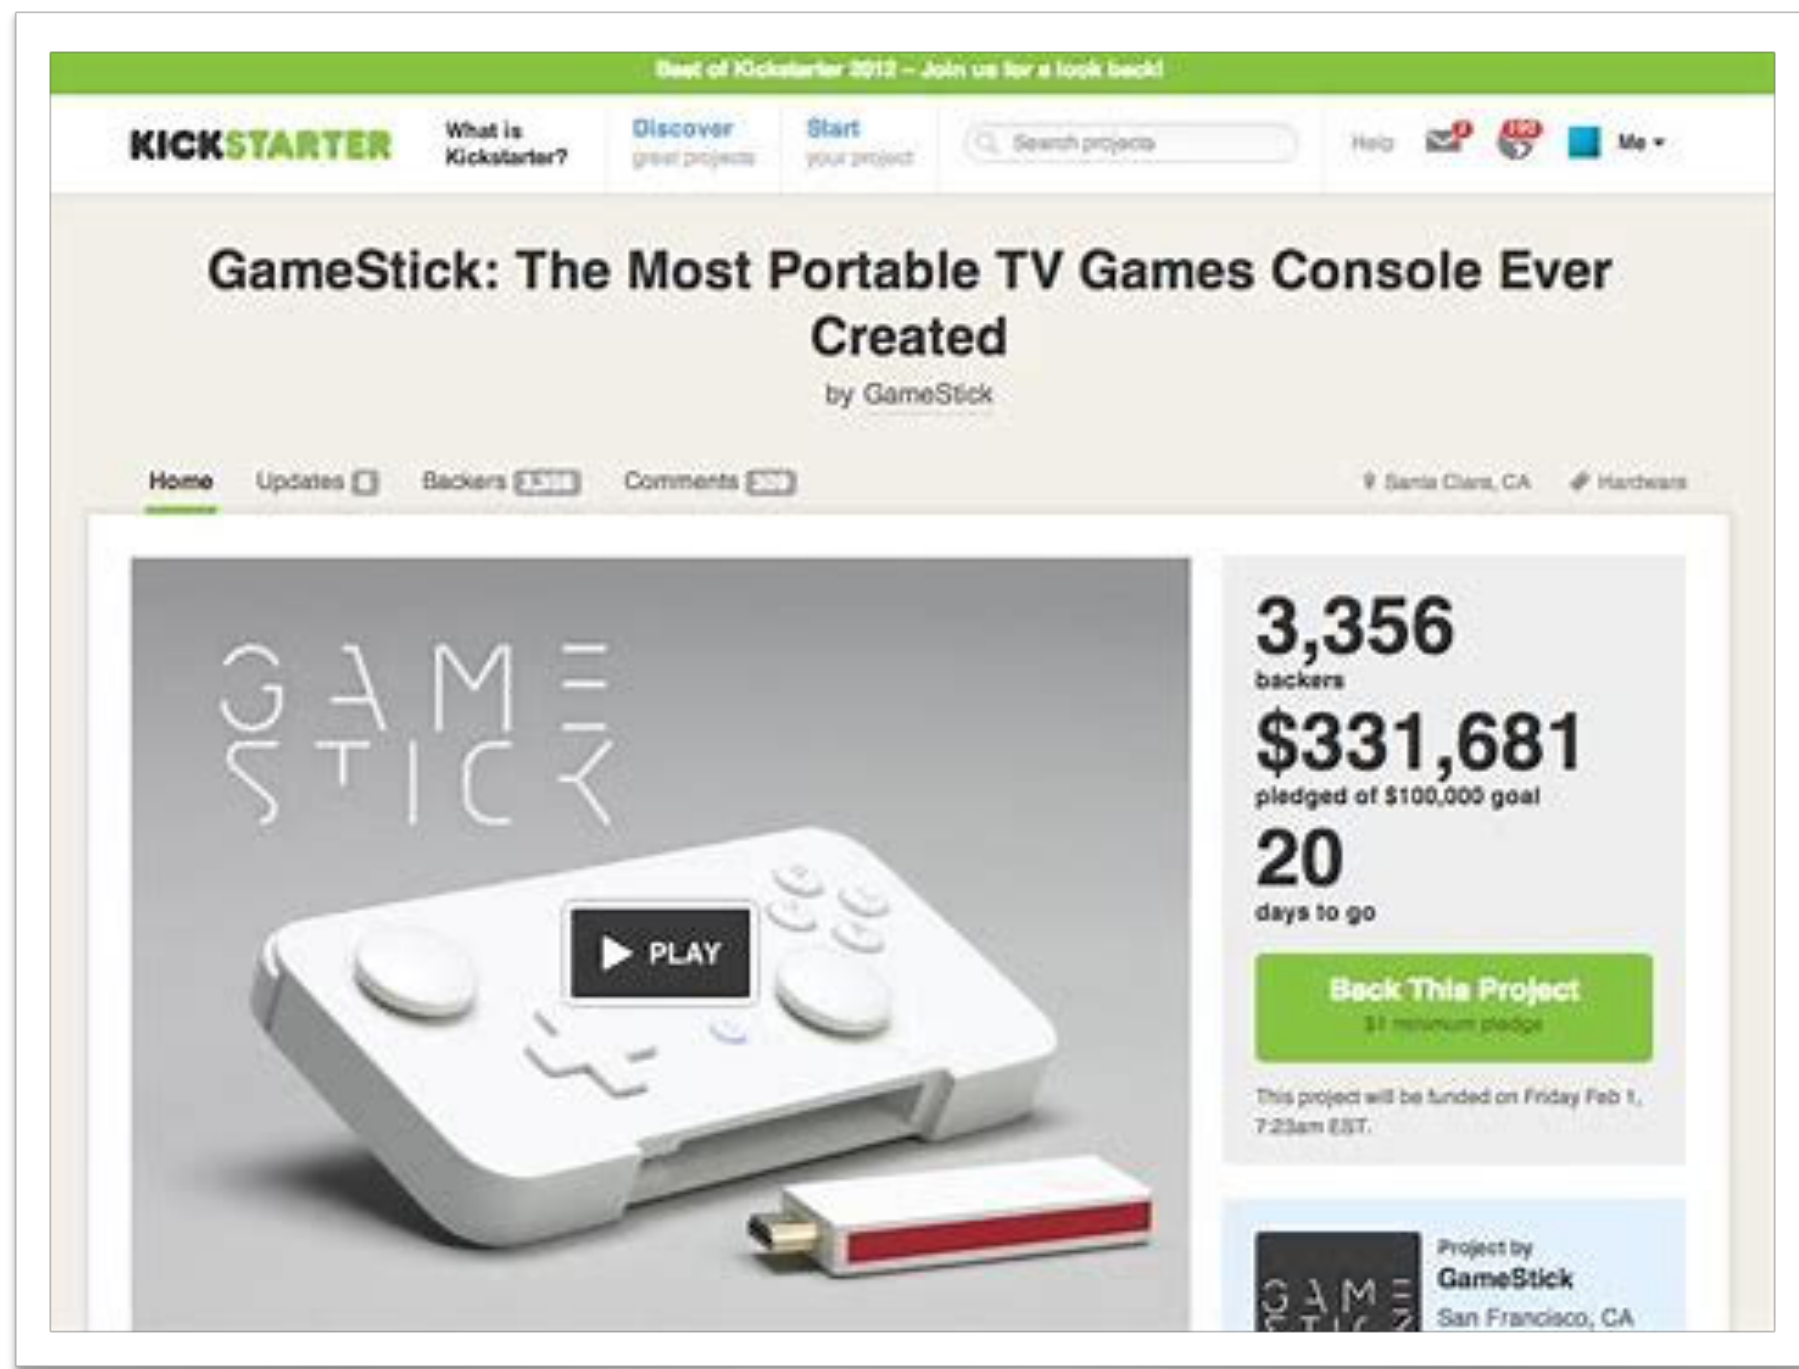 Best of Kickstarter 2012 – Join us for a look back!
KICKSTARTER
What is
Kickstarter?
Discover
great projects
Start
your project
Search projects
Help
Me
GameStick: The Most Portable TV Games Console Ever
Created
by GameStick
Home
Updates
Backers
Comments
Santa Clara, CA
Hardware
GAME
STICK
PLAY
3,356
backers
$331,681
pledged of $100,000 goal
20
days to go
Back This Project
$1 minimum pledge
This project will be funded on Friday Feb 1,
7:23am EST.
GAME
STICK
Project by
GameStick
San Francisco, CA